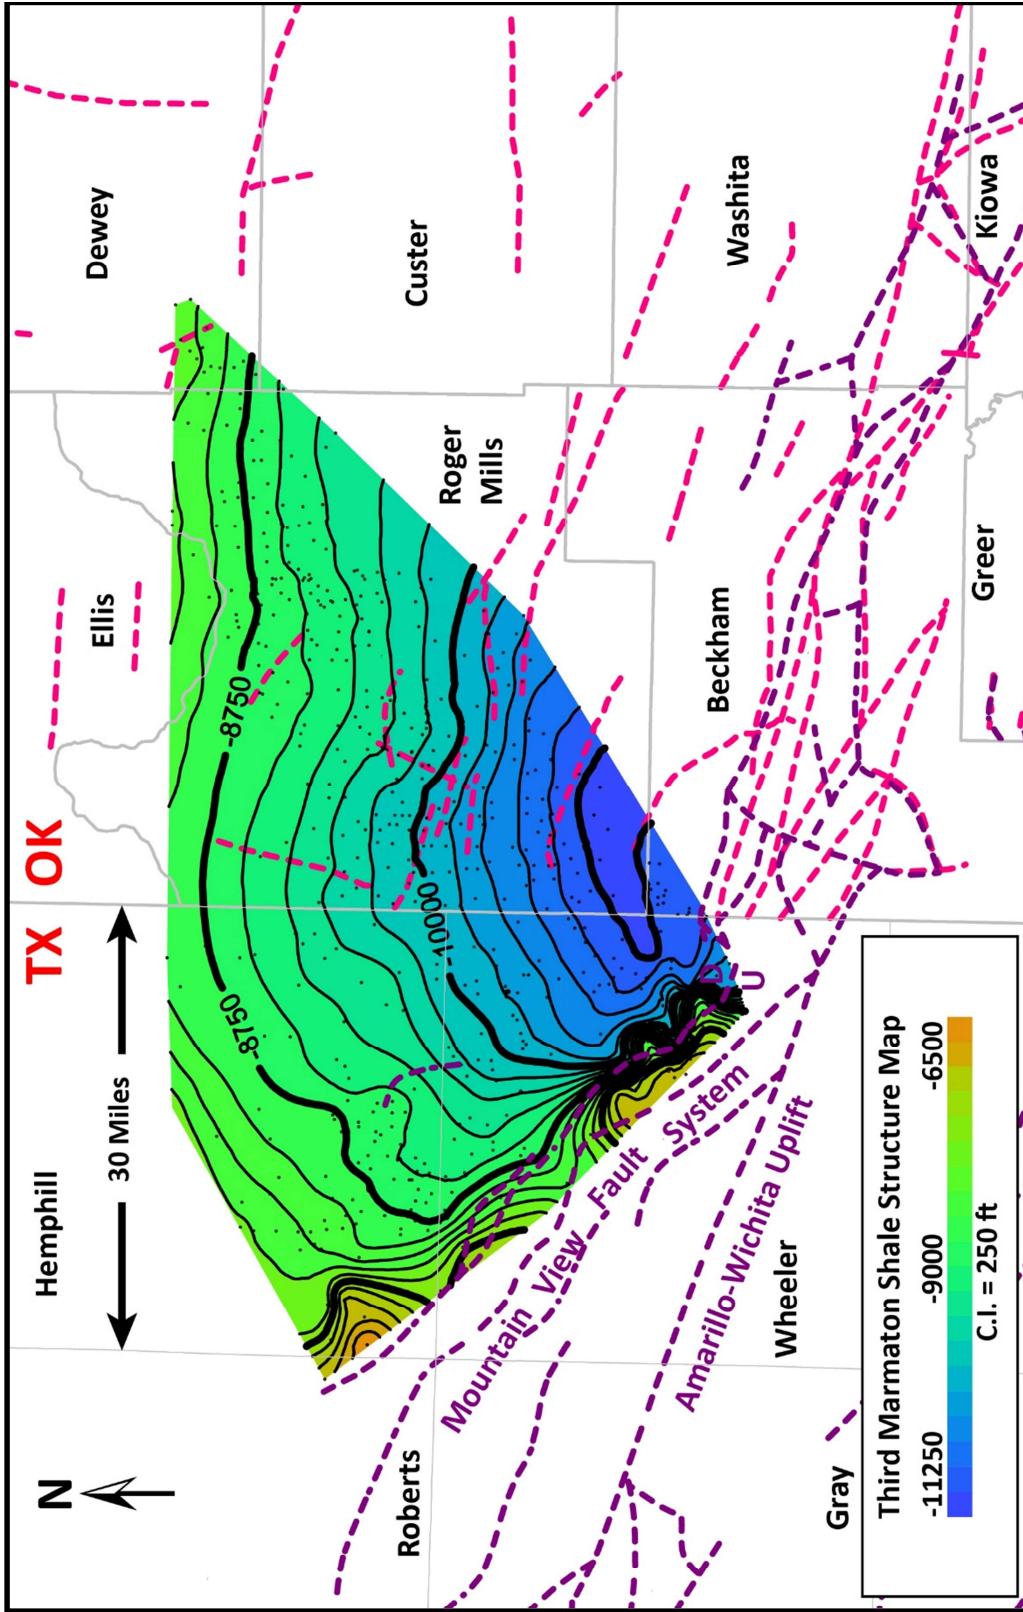 N
30 Miles
TX OK
Hemphill
Ellis
Dewey
Roberts
Roger
Mills
Custer
-8750
-8750
-10000
Mountain View Fault System
D
U
Amarillo-Wichita Uplift
Gray
Wheeler
Beckham
Washita
Greer
Kiowa
Third Marmaton Shale Structure Map
-11250 -9000 -6500
C.I. = 250 ft